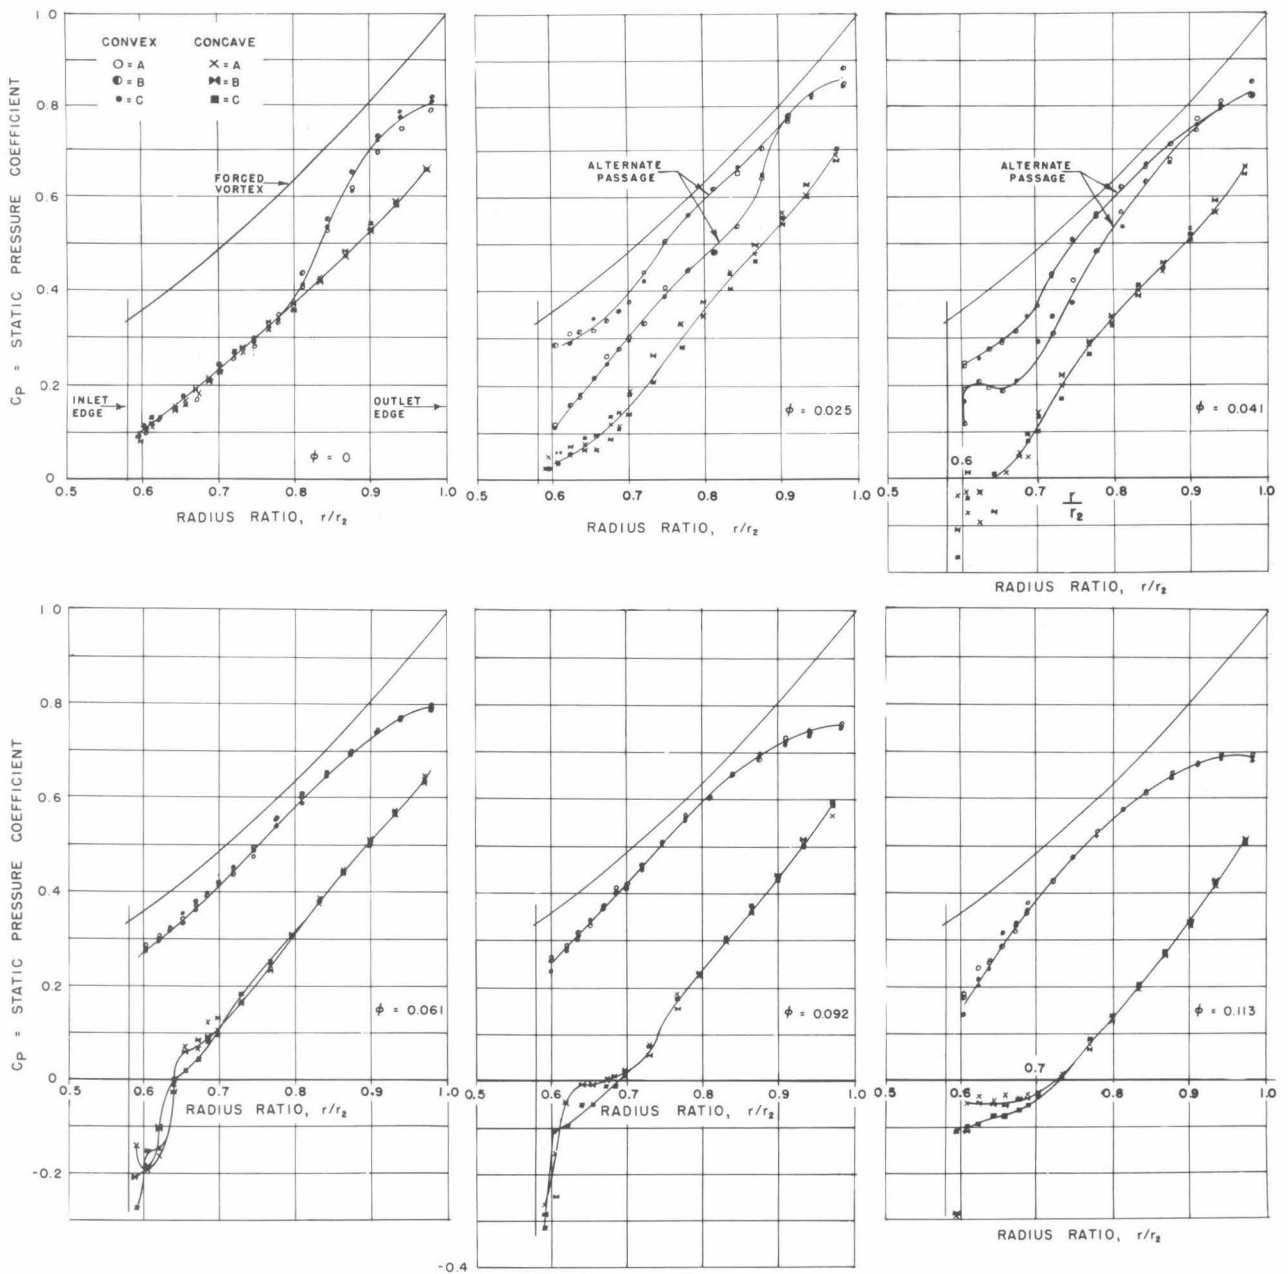 1.0
CONVEX CONCAVE
○ = A × = A
◐ = B ⧓ = B
● = C ■ = C
FORCED
VORTEX
INLET
EDGE
OUTLET
EDGE
ϕ = 0
0.8
0.6
0.4
0.2
0
0.5 0.6 0.7 0.8 0.9 1.0
RADIUS RATIO, r/r₂
C_P = STATIC PRESSURE COEFFICIENT
ALTERNATE
PASSAGE
ϕ = 0.025
0.5 0.6 0.7 0.8 0.9 1.0
RADIUS RATIO, r/r₂
ALTERNATE
PASSAGE
ϕ = 0.041
0.6
0.5 0.7 0.8 0.9 1.0
r
r₂
RADIUS RATIO, r/r₂
1.0
0.8
0.6
0.4
0.2
0
-0.2
C_P = STATIC PRESSURE COEFFICIENT
ϕ = 0.061
0.5 0.6 0.7 0.8 0.9 1.0
RADIUS RATIO, r/r₂
ϕ = 0.092
0.5 0.6 0.7 0.8 0.9 1.0
RADIUS RATIO, r/r₂
-0.4
ϕ = 0.113
0.7
0.5 0.6 0.8 0.9 1.0
RADIUS RATIO, r/r₂